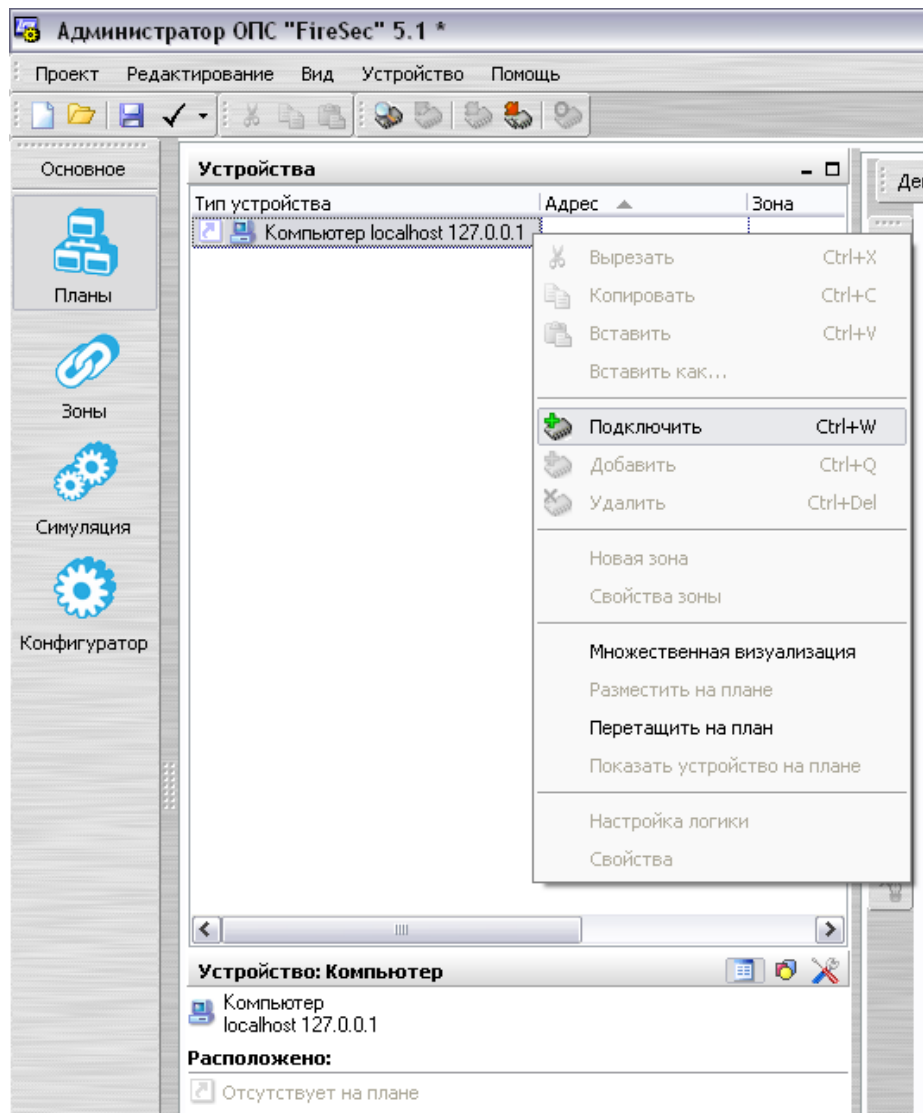 Администратор ОПС "FireSec" 5.1 *
Проект Редактирование Вид Устройство Помощь
Основное
Планы
Зоны
Симуляция
Конфигуратор
Устройства
Тип устройства Адрес Зона
Компьютер localhost 127.0.0.1
Вырезать Ctrl+X
Копировать Ctrl+C
Вставить Ctrl+V
Вставить как...
Подключить Ctrl+W
Добавить Ctrl+Q
Удалить Ctrl+Del
Новая зона
Свойства зоны
Множественная визуализация
Разместить на плане
Перетащить на план
Показать устройство на плане
Настройка логики
Свойства
Устройство: Компьютер
Компьютер
localhost 127.0.0.1
Расположено:
Отсутствует на плане